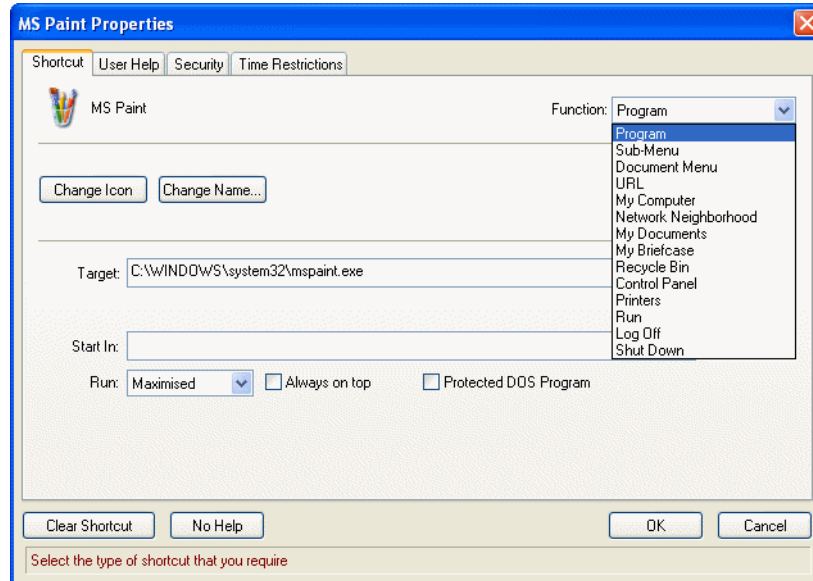 MS Paint Properties
Shortcut User Help Security Time Restrictions
MS Paint
Function: Program
Program
Sub-Menu
Document Menu
URL
My Computer
Network Neighborhood
My Documents
My Briefcase
Recycle Bin
Control Panel
Printers
Run
Log Off
Shut Down
Change Icon Change Name...
Target: C:\WINDOWS\system32\mspaint.exe
Start In:
Run: Maximised Always on top Protected DOS Program
Clear Shortcut No Help OK Cancel
Select the type of shortcut that you require